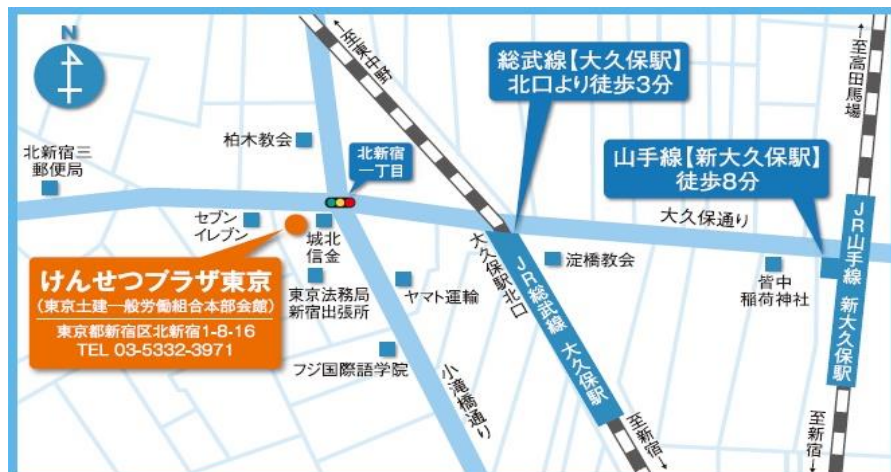 N
至東中野
総武線【大久保駅】
北口より徒歩3分
至高田馬場
柏木教会
北新宿
一丁目
北新宿三
郵便局
山手線【新大久保駅】
徒歩8分
セブン
イレブン
城北
信金
大久保通り
大久保駅北口
淀橋教会
皆中
稲荷神社
JR山手線 新大久保駅
けんせつプラザ東京
(東京土建一般労働組合本部会館)
東京都新宿区北新宿1-8-16
TEL 03-5332-3971
東京法務局
新宿出張所
ヤマト運輸
JR総武線 大久保駅
フジ国際語学院
小滝橋通り
至新宿
至新宿